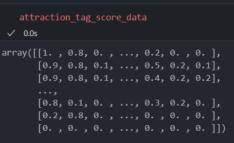 attraction_tag_score_data
✓ 0.0s
array([[1. , 0.8, 0. , ..., 0.2, 0. , 0. ],
[0.9, 0.8, 0.1, ..., 0.5, 0.2, 0.1],
[0.9, 0.8, 0.1, ..., 0.4, 0.2, 0.2],
...,
[0.8, 0.1, 0. , ..., 0.3, 0.2, 0. ],
[0.2, 0.8, 0. , ..., 0. , 0. , 0. ],
[0. , 0. , 0. , ..., 0. , 0. , 0. ]])